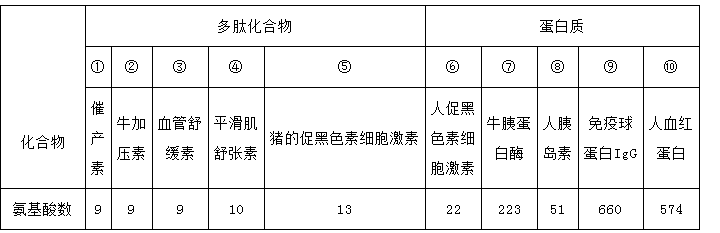 化合物 多肽化合物 蛋白质
① ② ③ ④ ⑤ ⑥ ⑦ ⑧ ⑨ ⑩
催产素 牛加压素 血管舒缓素 平滑肌舒张素 猪的促黑色素细胞激素 人促黑色素细胞激素 牛胰蛋白酶 人胰岛素 免疫球蛋白IgG 人血红蛋白
氨基酸数 9 9 9 10 13 22 223 51 660 574